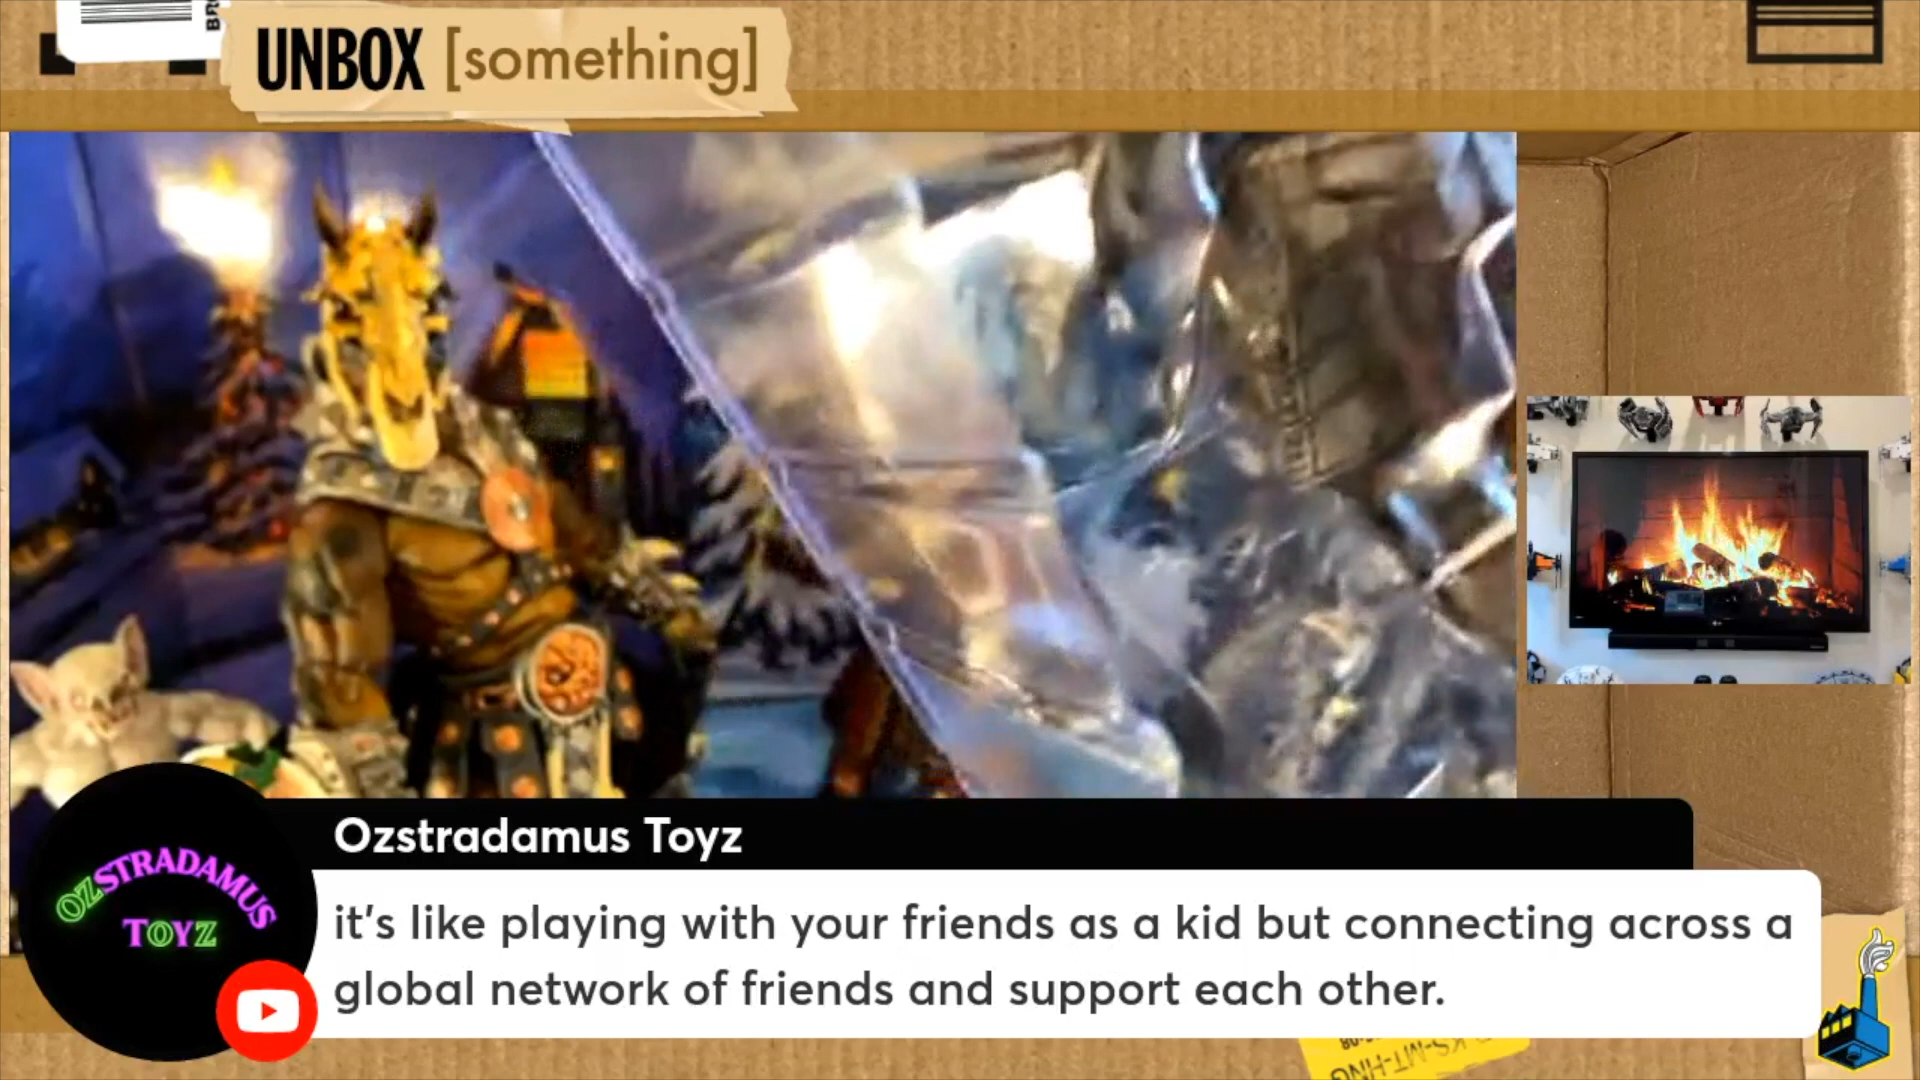 UNBOX [something]
Ozstradamus Toyz
OZSTRADAMUS
TOYZ
it's like playing with your friends as a kid but connecting across a
global network of friends and support each other.